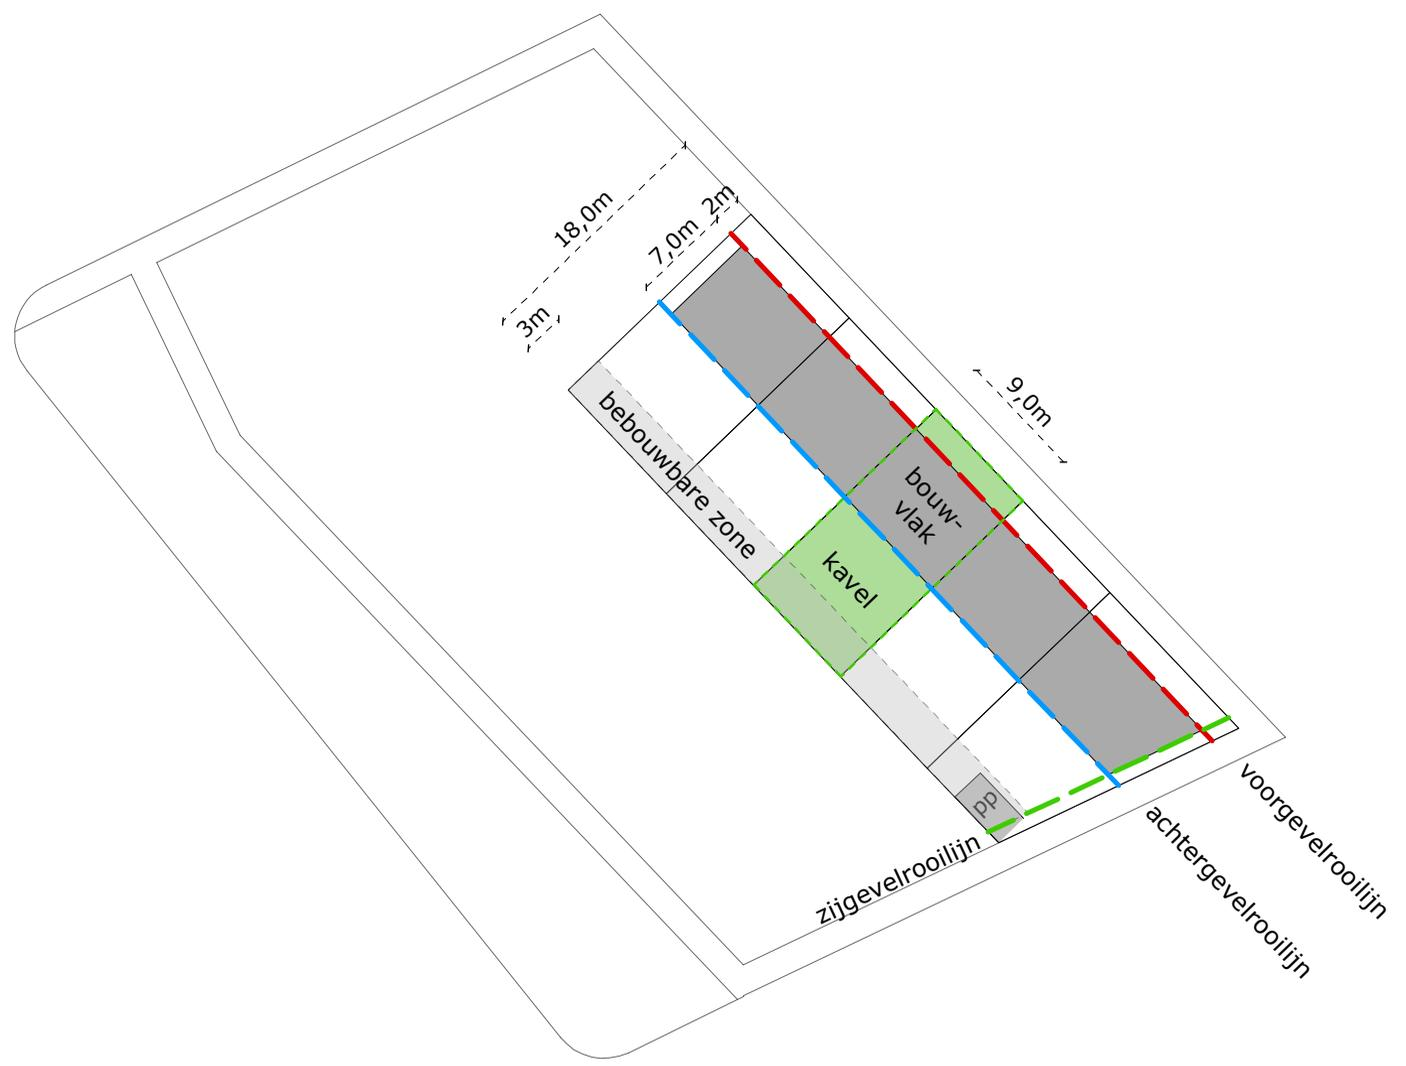 18,0m
2m
7,0m
3m
9,0m
bebouwbare zone
bouw-
vlak
kavel
pp
zijgevelrooilijn
achtergevelrooilijn
voorgevelrooilijn